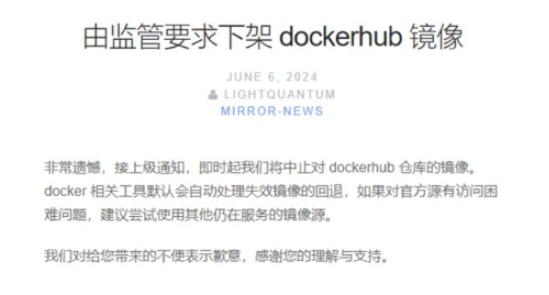 由监管要求下架 dockerhub 镜像
JUNE 6, 2024
LIGHTQUANTUM
MIRROR-NEWS
非常遗憾，接上级通知，即时起我们将中止对 dockerhub 仓库的镜像。
docker 相关工具默认会自动处理失效镜像的回退，如果对官方源有访问困
难问题，建议尝试使用其他仍在服务的镜像源。
我们对给您带来的不便表示歉意，感谢您的理解与支持。